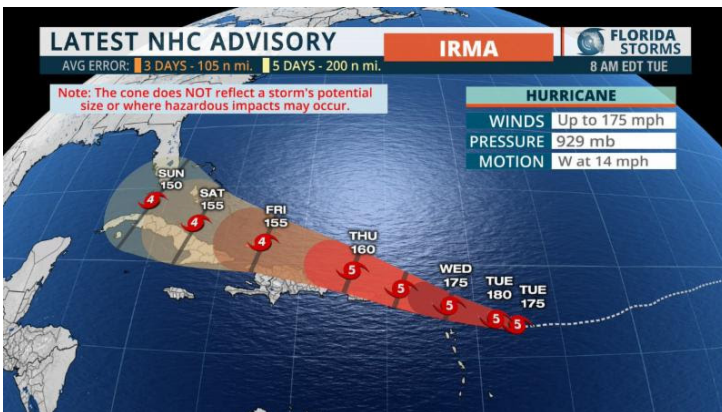 LATEST NHC ADVISORY
IRMA
FLORIDA
STORMS
AVG ERROR: 3 DAYS - 105 n mi. 5 DAYS - 200 n mi.
8 AM EDT TUE
Note: The cone does NOT reflect a storm's potential
size or where hazardous impacts may occur.
HURRICANE
WINDS Up to 175 mph
PRESSURE 929 mb
MOTION W at 14 mph
SUN
150
4
SAT
155
4
FRI
155
4
THU
160
5
5
WED
175
5
TUE
180
5
TUE
175
5